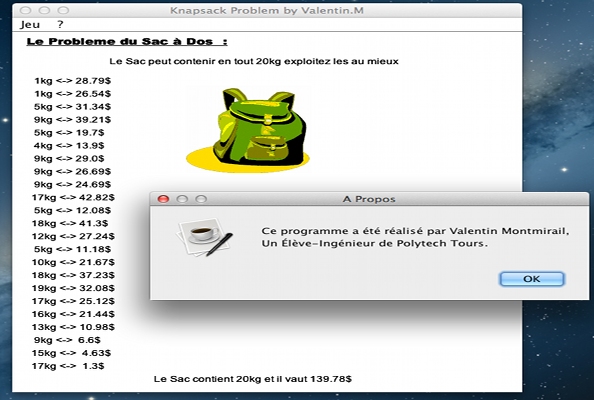 Knapsack Problem by Valentin.M
Jeu ?
Le Probleme du Sac à Dos :
Le Sac peut contenir en tout 20kg exploitez les au mieux
1kg <-> 28.79$
1kg <-> 26.54$
5kg <-> 31.34$
9kg <-> 39.21$
5kg <-> 19.7$
4kg <-> 13.9$
9kg <-> 29.0$
9kg <-> 26.69$
9kg <-> 24.69$
17kg <-> 42.82$
5kg <-> 12.08$
18kg <-> 41.3$
12kg <-> 27.24$
5kg <-> 11.18$
10kg <-> 21.67$
18kg <-> 37.23$
19kg <-> 32.08$
17kg <-> 25.12$
16kg <-> 21.44$
13kg <-> 10.98$
9kg <-> 6.6$
15kg <-> 4.63$
17kg <-> 1.3$
A Propos
Ce programme a été réalisé par Valentin Montmirail,
Un Élève-Ingénieur de Polytech Tours.
OK
Le Sac contient 20kg et il vaut 139.78$